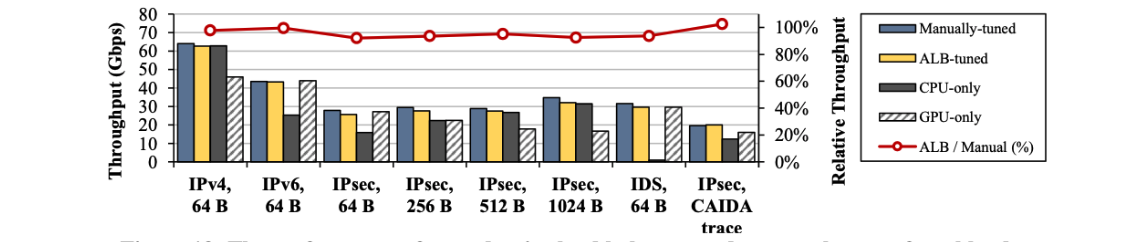 Throughput (Gbps)
80
70
60
50
40
30
20
10
0
100%
80%
60%
40%
20%
0%
Relative Throughput
IPv4,
64 B
IPv6,
64 B
IPsec,
64 B
IPsec,
256 B
IPsec,
512 B
IPsec,
1024 B
IDS,
64 B
IPsec,
CAIDA
trace
Manually-tuned
ALB-tuned
CPU-only
GPU-only
ALB / Manual (%)